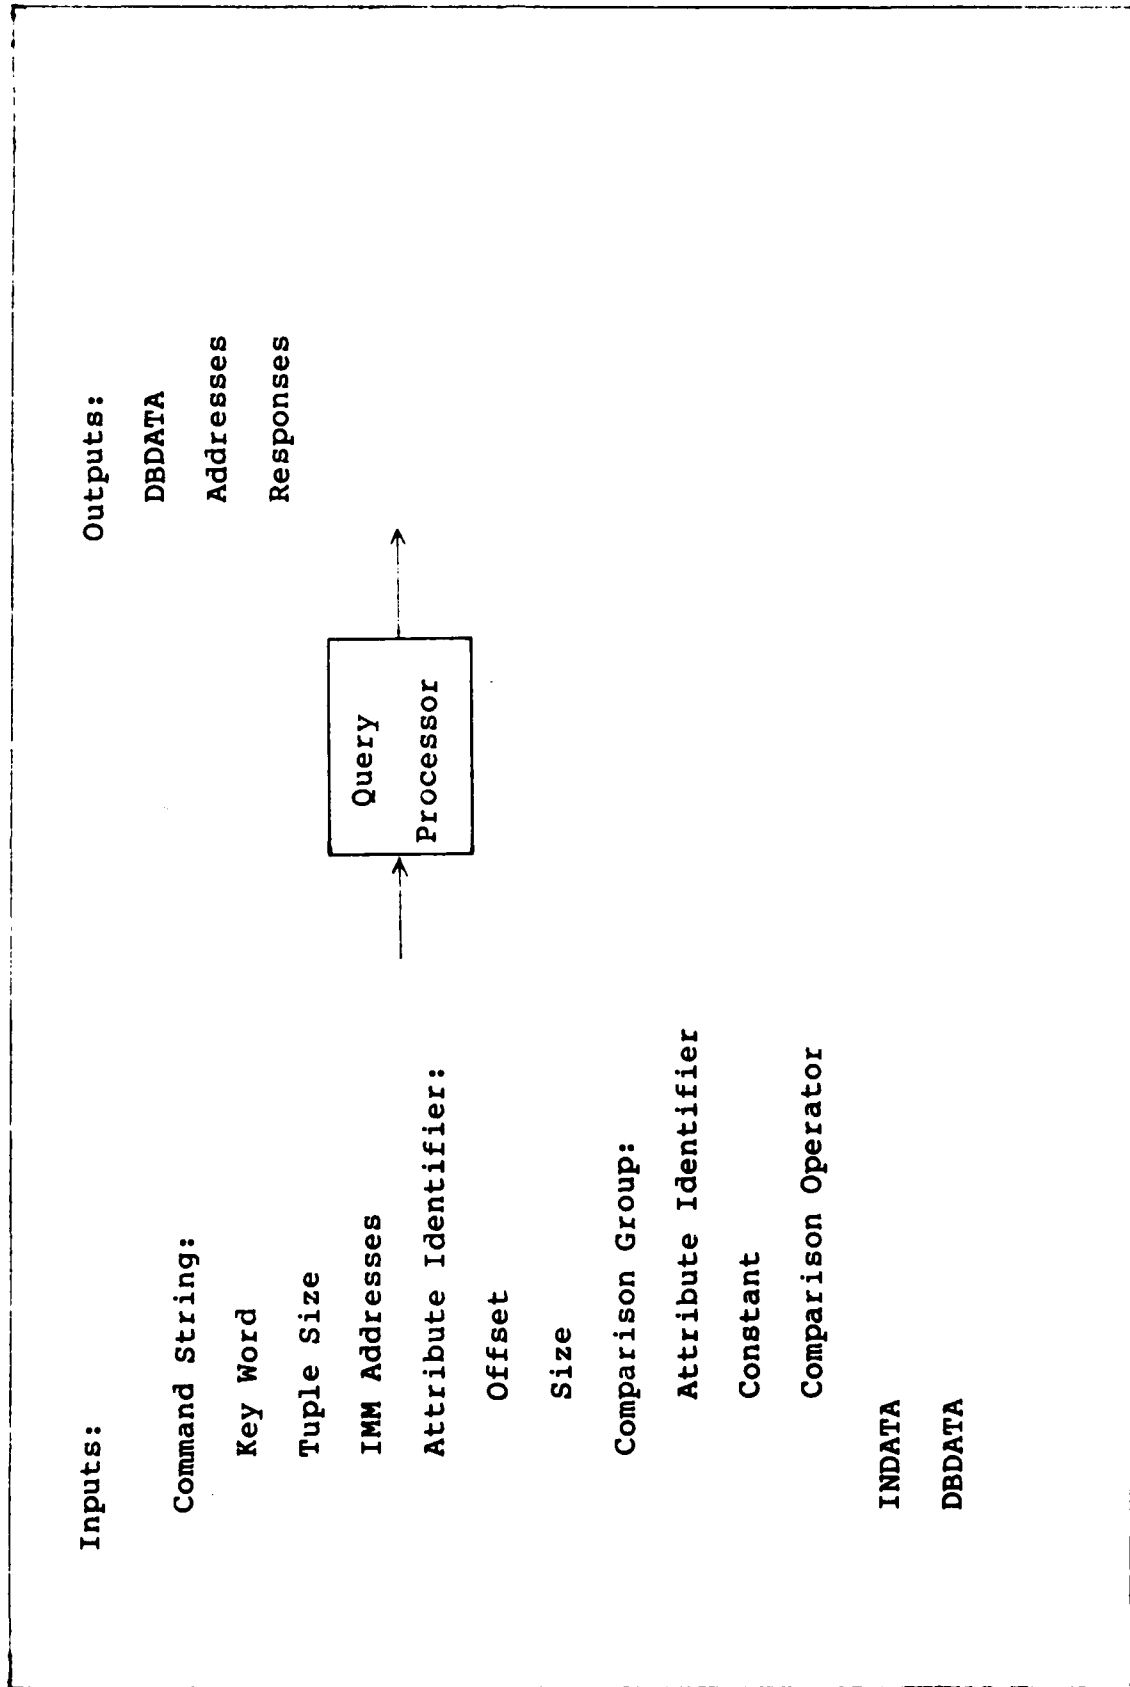 Inputs:
Command String:
Key Word
Tuple Size
IMM Addresses
Attribute Identifier:
Offset
Size
Comparison Group:
Attribute Identifier
Constant
Comparison Operator
INDATA
DBDATA
Query
Processor
Outputs:
DBDATA
Addresses
Responses